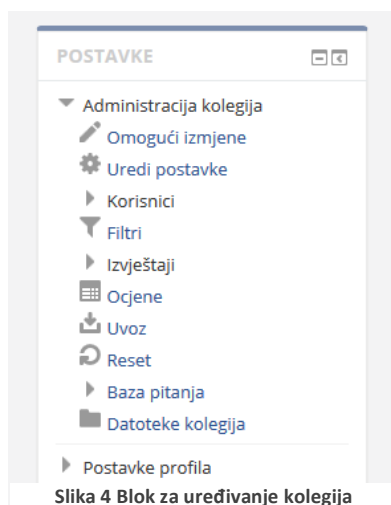 POSTAVKE
Administracija kolegija
Omogući izmjene
Uredi postavke
Korisnici
Filtri
Izvještaji
Ocjene
Uvoz
Reset
Baza pitanja
Datoteke kolegija
Postavke profila
Slika 4 Blok za uređivanje kolegija